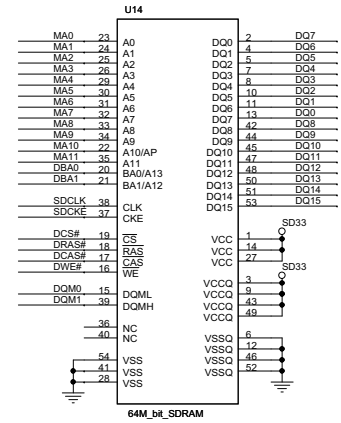 U14
MA0 23 A0 DQ0 2 DQ7
MA1 24 A1 DQ1 4 DQ6
MA2 25 A2 DQ2 5 DQ5
MA3 26 A3 DQ3 7 DQ4
MA4 29 A4 DQ4 8 DQ3
MA5 30 A5 DQ5 10 DQ2
MA6 31 A6 DQ6 11 DQ1
MA7 32 A7 DQ7 13 DQ0
MA8 33 A8 DQ8 42 DQ8
MA9 34 A9 DQ9 44 DQ9
MA10 22 A10/AP DQ10 45 DQ10
MA11 35 A11 DQ11 47 DQ11
DBA0 20 BA0/A13 DQ12 48 DQ12
DBA1 21 BA1/A12 DQ13 50 DQ13
DQ14 51 DQ14
SDCLK 38 CLK DQ15 53 DQ15
SDCKE 37 CKE
SD33
DCS# 19 CS VCC 1
DRAS# 18 RAS VCC 14
DCAS# 17 CAS VCC 27
DWE# 16 WE
SD33
VCCQ 3
DQM0 15 DQML VCCQ 9
DQM1 39 DQMH VCCQ 43
VCCQ 49
36 NC
40 NC VSSQ 6
VSSQ 12
54 VSS VSSQ 46
41 VSS VSSQ 52
28 VSS
64M_bit_SDRAM